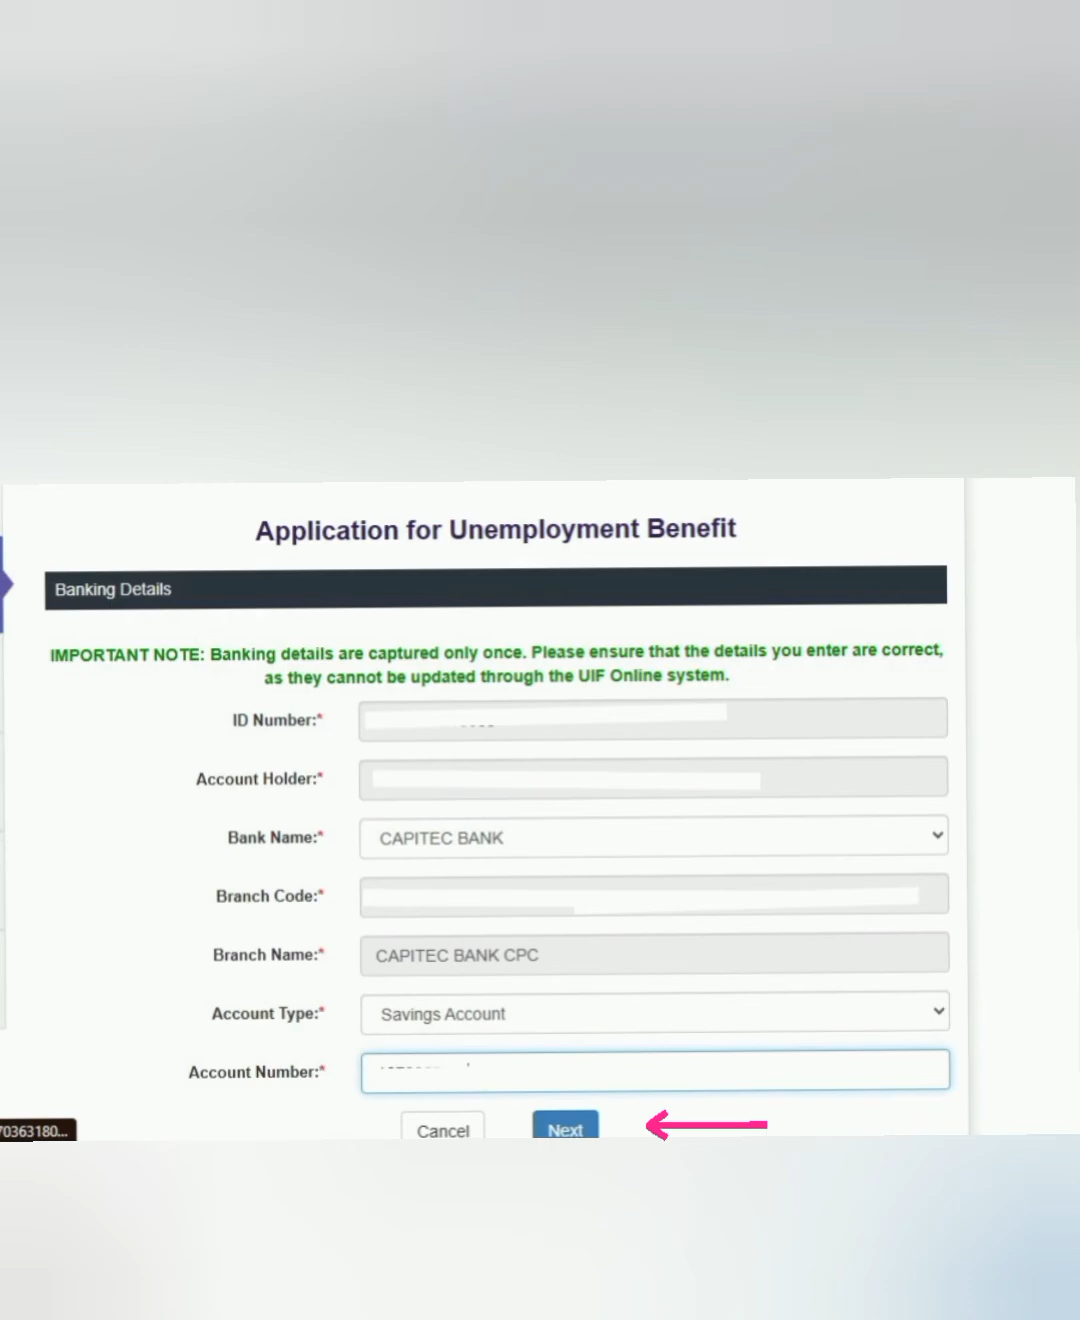 Application for Unemployment Benefit
Banking Details
IMPORTANT NOTE: Banking details are captured only once. Please ensure that the details you enter are correct,
as they cannot be updated through the UIF Online system.
ID Number:*
Account Holder:*
Bank Name:* CAPITEC BANK
Branch Code:*
Branch Name:* CAPITEC BANK CPC
Account Type:* Savings Account
Account Number:*
70363180...
Cancel Next